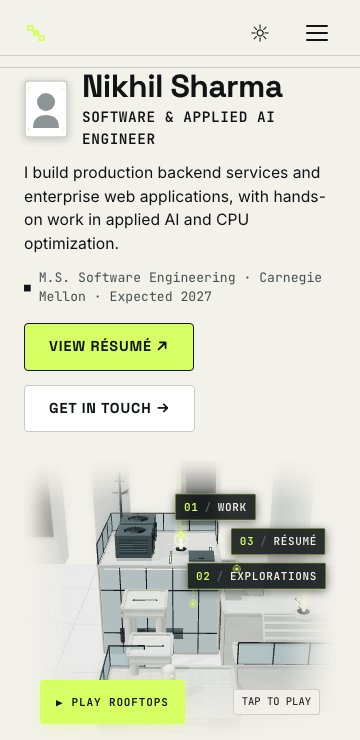 Nikhil Sharma
SOFTWARE & APPLIED AI
ENGINEER
I build production backend services and
enterprise web applications, with hands-
on work in applied AI and CPU
optimization.
M.S. Software Engineering · Carnegie
Mellon · Expected 2027
VIEW RÉSUMÉ ↗
GET IN TOUCH →
01 / WORK
03 / RÉSUMÉ
02 / EXPLORATIONS
▶ PLAY ROOFTOPS
TAP TO PLAY